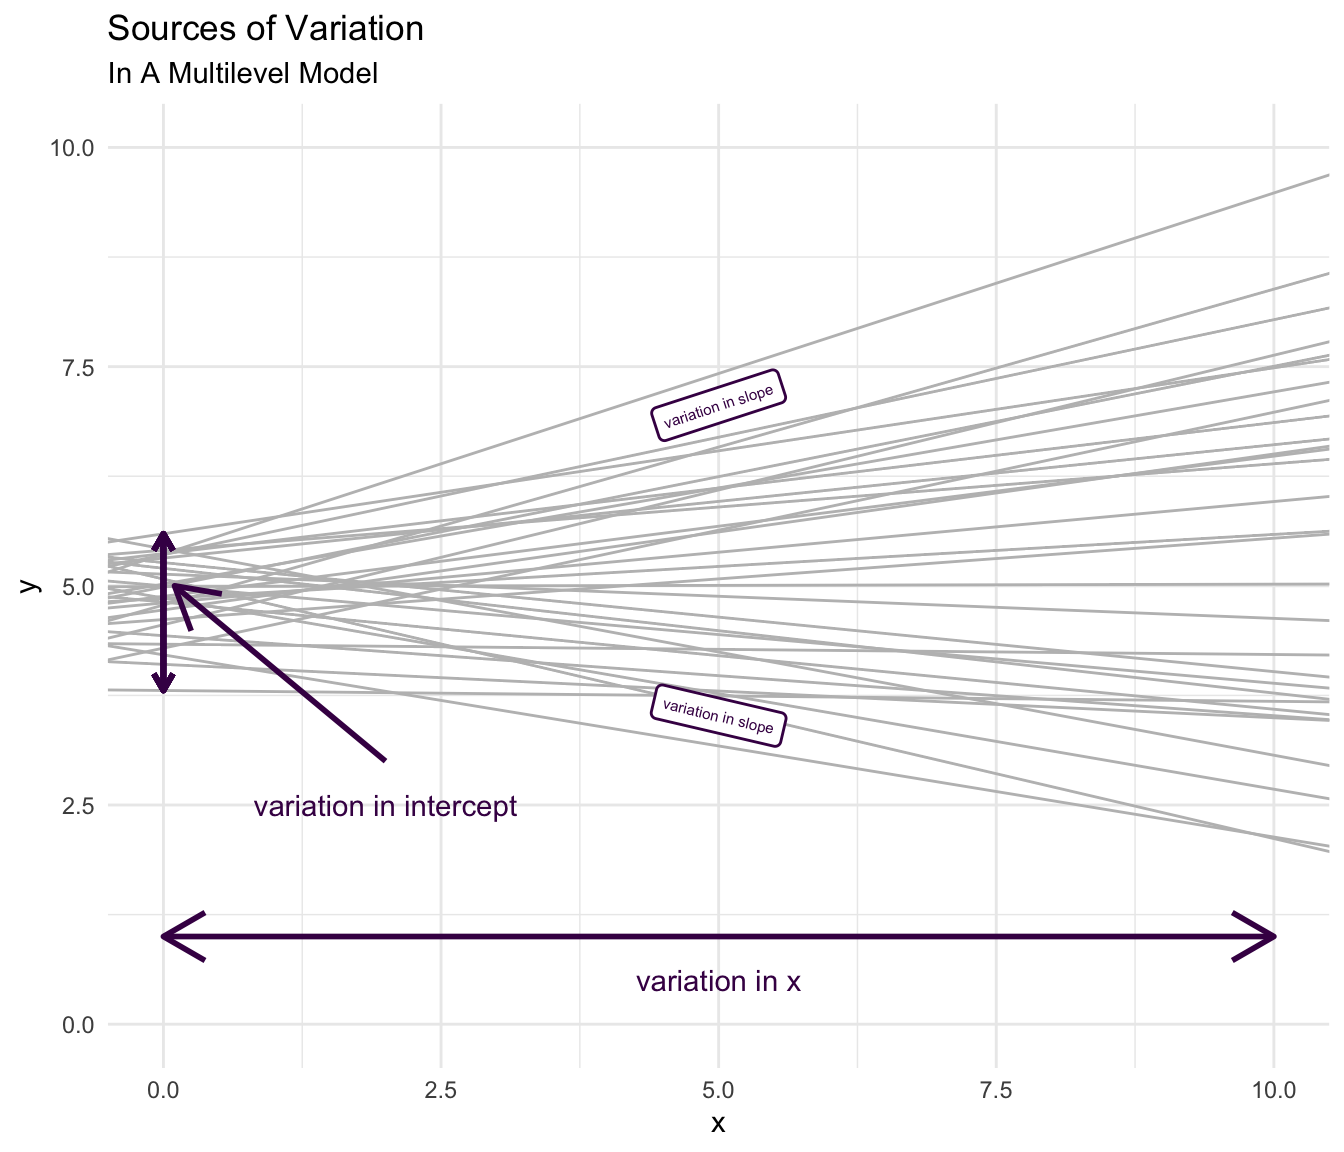 Sources of Variation
In A Multilevel Model
10.0
7.5
variation in slope
5.0
y
variation in slope
2.5
variation in intercept
variation in x
0.0
0.0 2.5 5.0 7.5 10.0
x